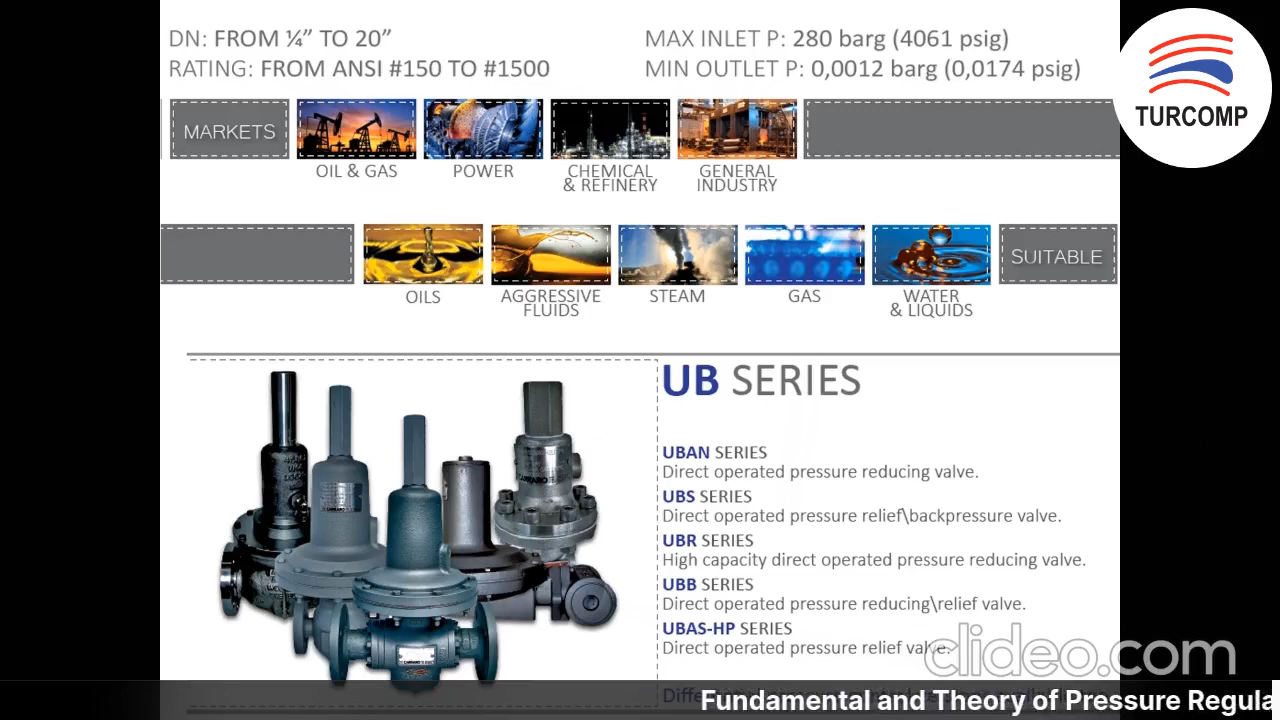 DN: FROM ¼” TO 20”
RATING: FROM ANSI #150 TO #1500
MAX INLET P: 280 barg (4061 psig)
MIN OUTLET P: 0,0012 barg (0,0174 psig)
TURCOMP
MARKETS
OIL & GAS
POWER
CHEMICAL
& REFINERY
GENERAL
INDUSTRY
OILS
AGGRESSIVE
FLUIDS
STEAM
GAS
WATER
& LIQUIDS
SUITABLE
UB SERIES
UBAN SERIES
Direct operated pressure reducing valve.
UBS SERIES
Direct operated pressure relief\backpressure valve.
UBR SERIES
High capacity direct operated pressure reducing valve.
UBB SERIES
Direct operated pressure reducing\relief valve.
UBAS-HP SERIES
Direct operated pressure relief valve.
clideo.com
Fundamental and Theory of Pressure Regula